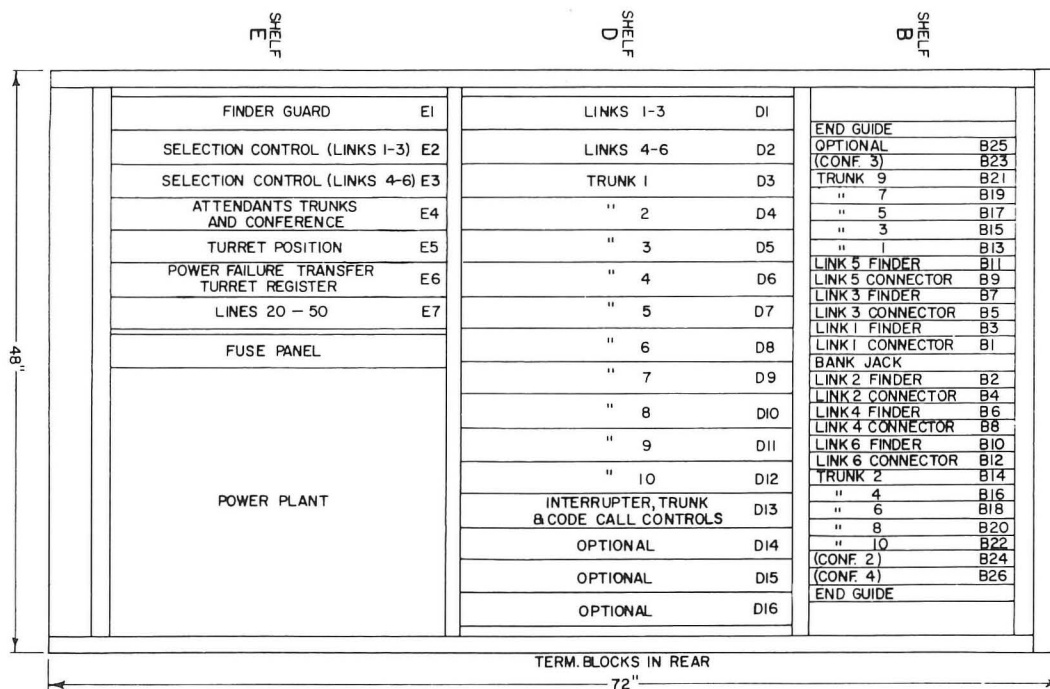 SHELF
E
SHELF
D
SHELF
B
FINDER GUARD E1
SELECTION CONTROL (LINKS 1-3) E2
SELECTION CONTROL (LINKS 4-6) E3
ATTENDANTS TRUNKS
AND CONFERENCE E4
TURRET POSITION E5
POWER FAILURE TRANSFER
TURRET REGISTER E6
LINES 20 – 50 E7
FUSE PANEL
POWER PLANT
LINKS 1-3 D1
LINKS 4-6 D2
TRUNK 1 D3
" 2 D4
" 3 D5
" 4 D6
" 5 D7
" 6 D8
" 7 D9
" 8 D10
" 9 D11
" 10 D12
INTERRUPTER, TRUNK
& CODE CALL CONTROLS D13
OPTIONAL D14
OPTIONAL D15
OPTIONAL D16
END GUIDE
OPTIONAL B25
(CONF. 3) B23
TRUNK 9 B21
" 7 B19
" 5 B17
" 3 B15
" 1 B13
LINK 5 FINDER B11
LINK 5 CONNECTOR B9
LINK 3 FINDER B7
LINK 3 CONNECTOR B5
LINK 1 FINDER B3
LINK 1 CONNECTOR B1
BANK JACK
LINK 2 FINDER B2
LINK 2 CONNECTOR B4
LINK 4 FINDER B6
LINK 4 CONNECTOR B8
LINK 6 FINDER B10
LINK 6 CONNECTOR B12
TRUNK 2 B14
" 4 B16
" 6 B18
" 8 B20
" 10 B22
(CONF. 2) B24
(CONF. 4) B26
END GUIDE
48"
TERM. BLOCKS IN REAR
72"